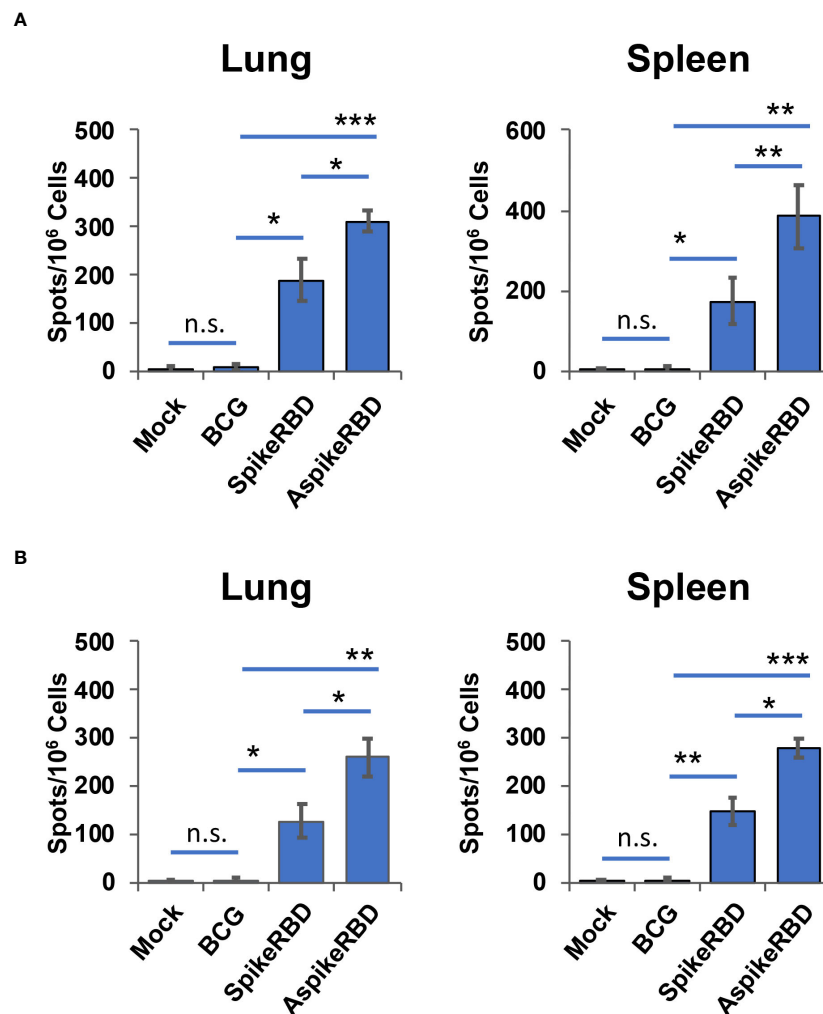 A
Lung
Spots/10⁶ Cells
500
400
300
200
100
0
n.s.
*
*
***
Mock
BCG
SpikeRBD
AspikeRBD
Spleen
Spots/10⁶ Cells
600
400
200
0
n.s.
*
**
**
Mock
BCG
SpikeRBD
AspikeRBD
B
Lung
Spots/10⁶ Cells
500
400
300
200
100
0
n.s.
*
*
**
Mock
BCG
SpikeRBD
AspikeRBD
Spleen
Spots/10⁶ Cells
500
400
300
200
100
0
n.s.
**
*
***
Mock
BCG
SpikeRBD
AspikeRBD